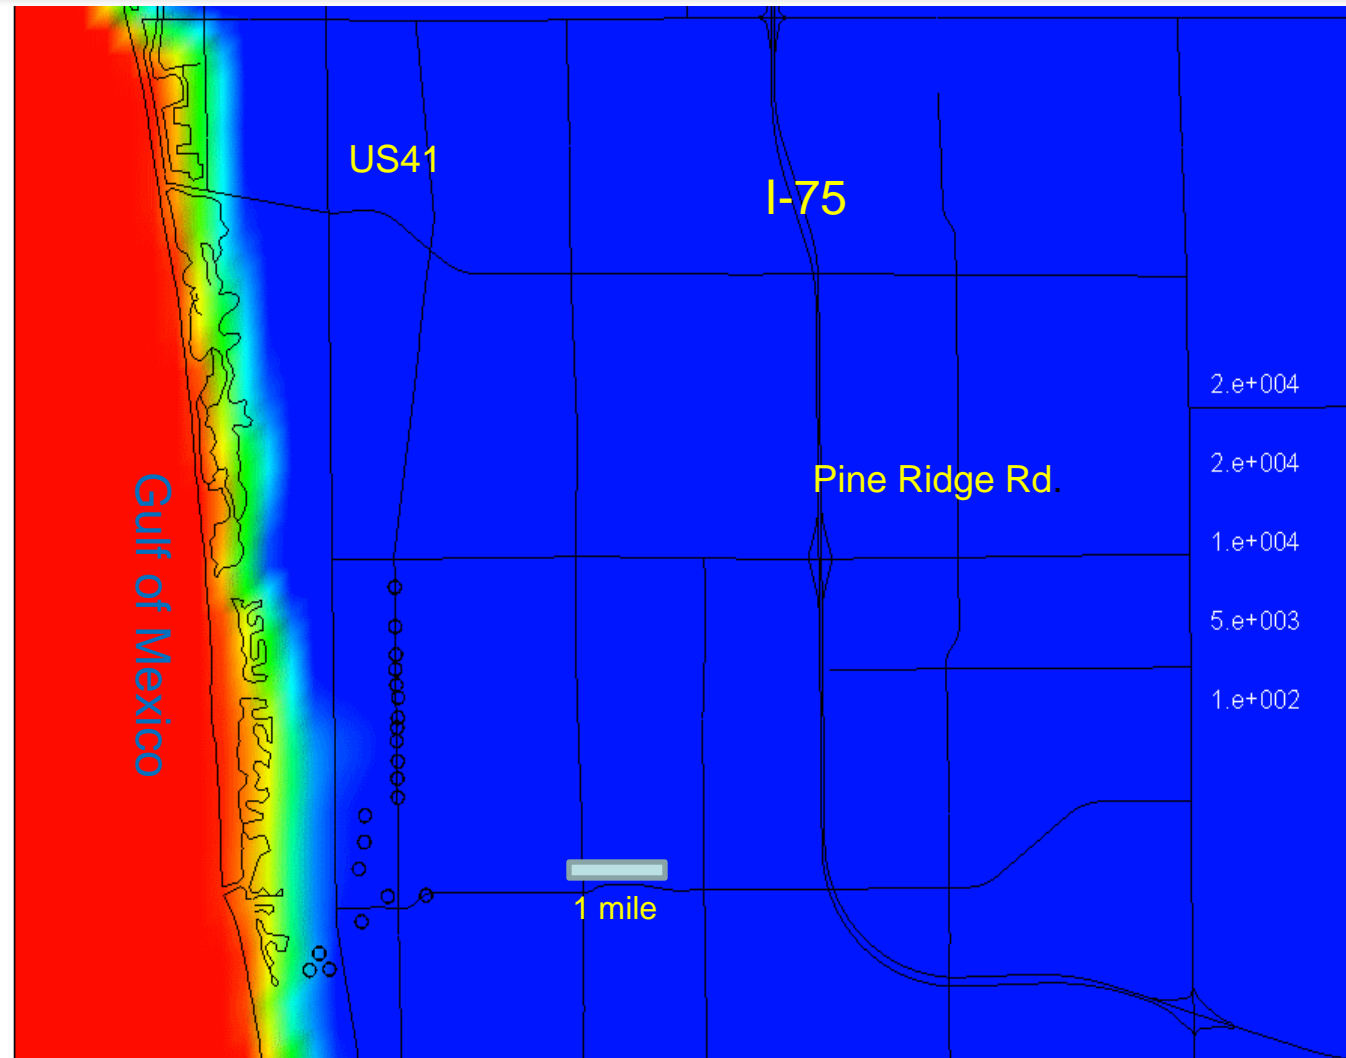 US41
I-75
2.e+004
Pine Ridge Rd.
2.e+004
Gulf of Mexico
1.e+004
5.e+003
1.e+002
1 mile